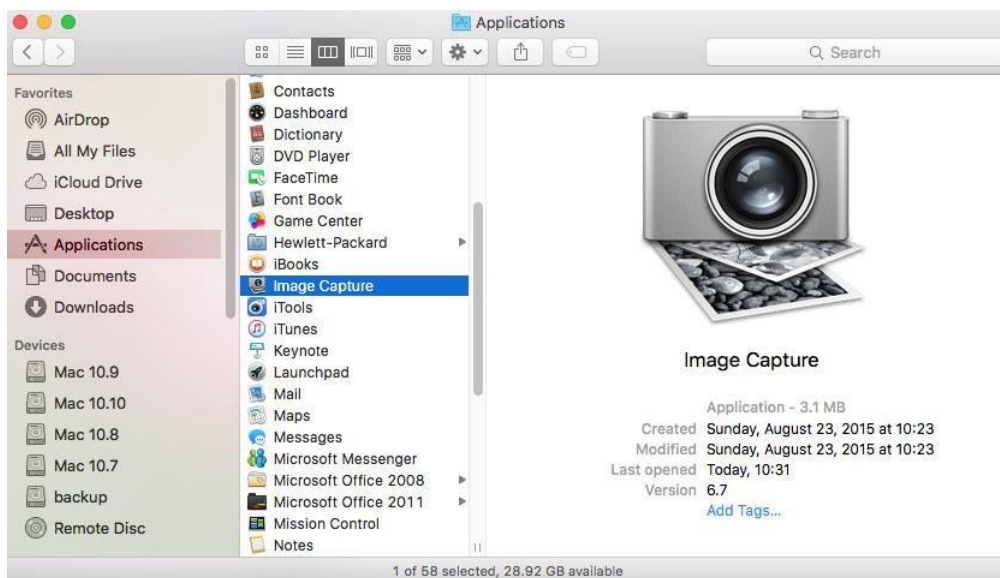 Applications
Search
Favorites
AirDrop
All My Files
iCloud Drive
Desktop
Applications
Documents
Downloads
Devices
Mac 10.9
Mac 10.10
Mac 10.8
Mac 10.7
backup
Remote Disc
Contacts
Dashboard
Dictionary
DVD Player
FaceTime
Font Book
Game Center
Hewlett-Packard
iBooks
Image Capture
iTools
iTunes
Keynote
Launchpad
Mail
Maps
Messages
Microsoft Messenger
Microsoft Office 2008
Microsoft Office 2011
Mission Control
Notes
Image Capture
Application - 3.1 MB
Created Sunday, August 23, 2015 at 10:23
Modified Sunday, August 23, 2015 at 10:23
Last opened Today, 10:31
Version 6.7
Add Tags...
1 of 58 selected, 28.92 GB available